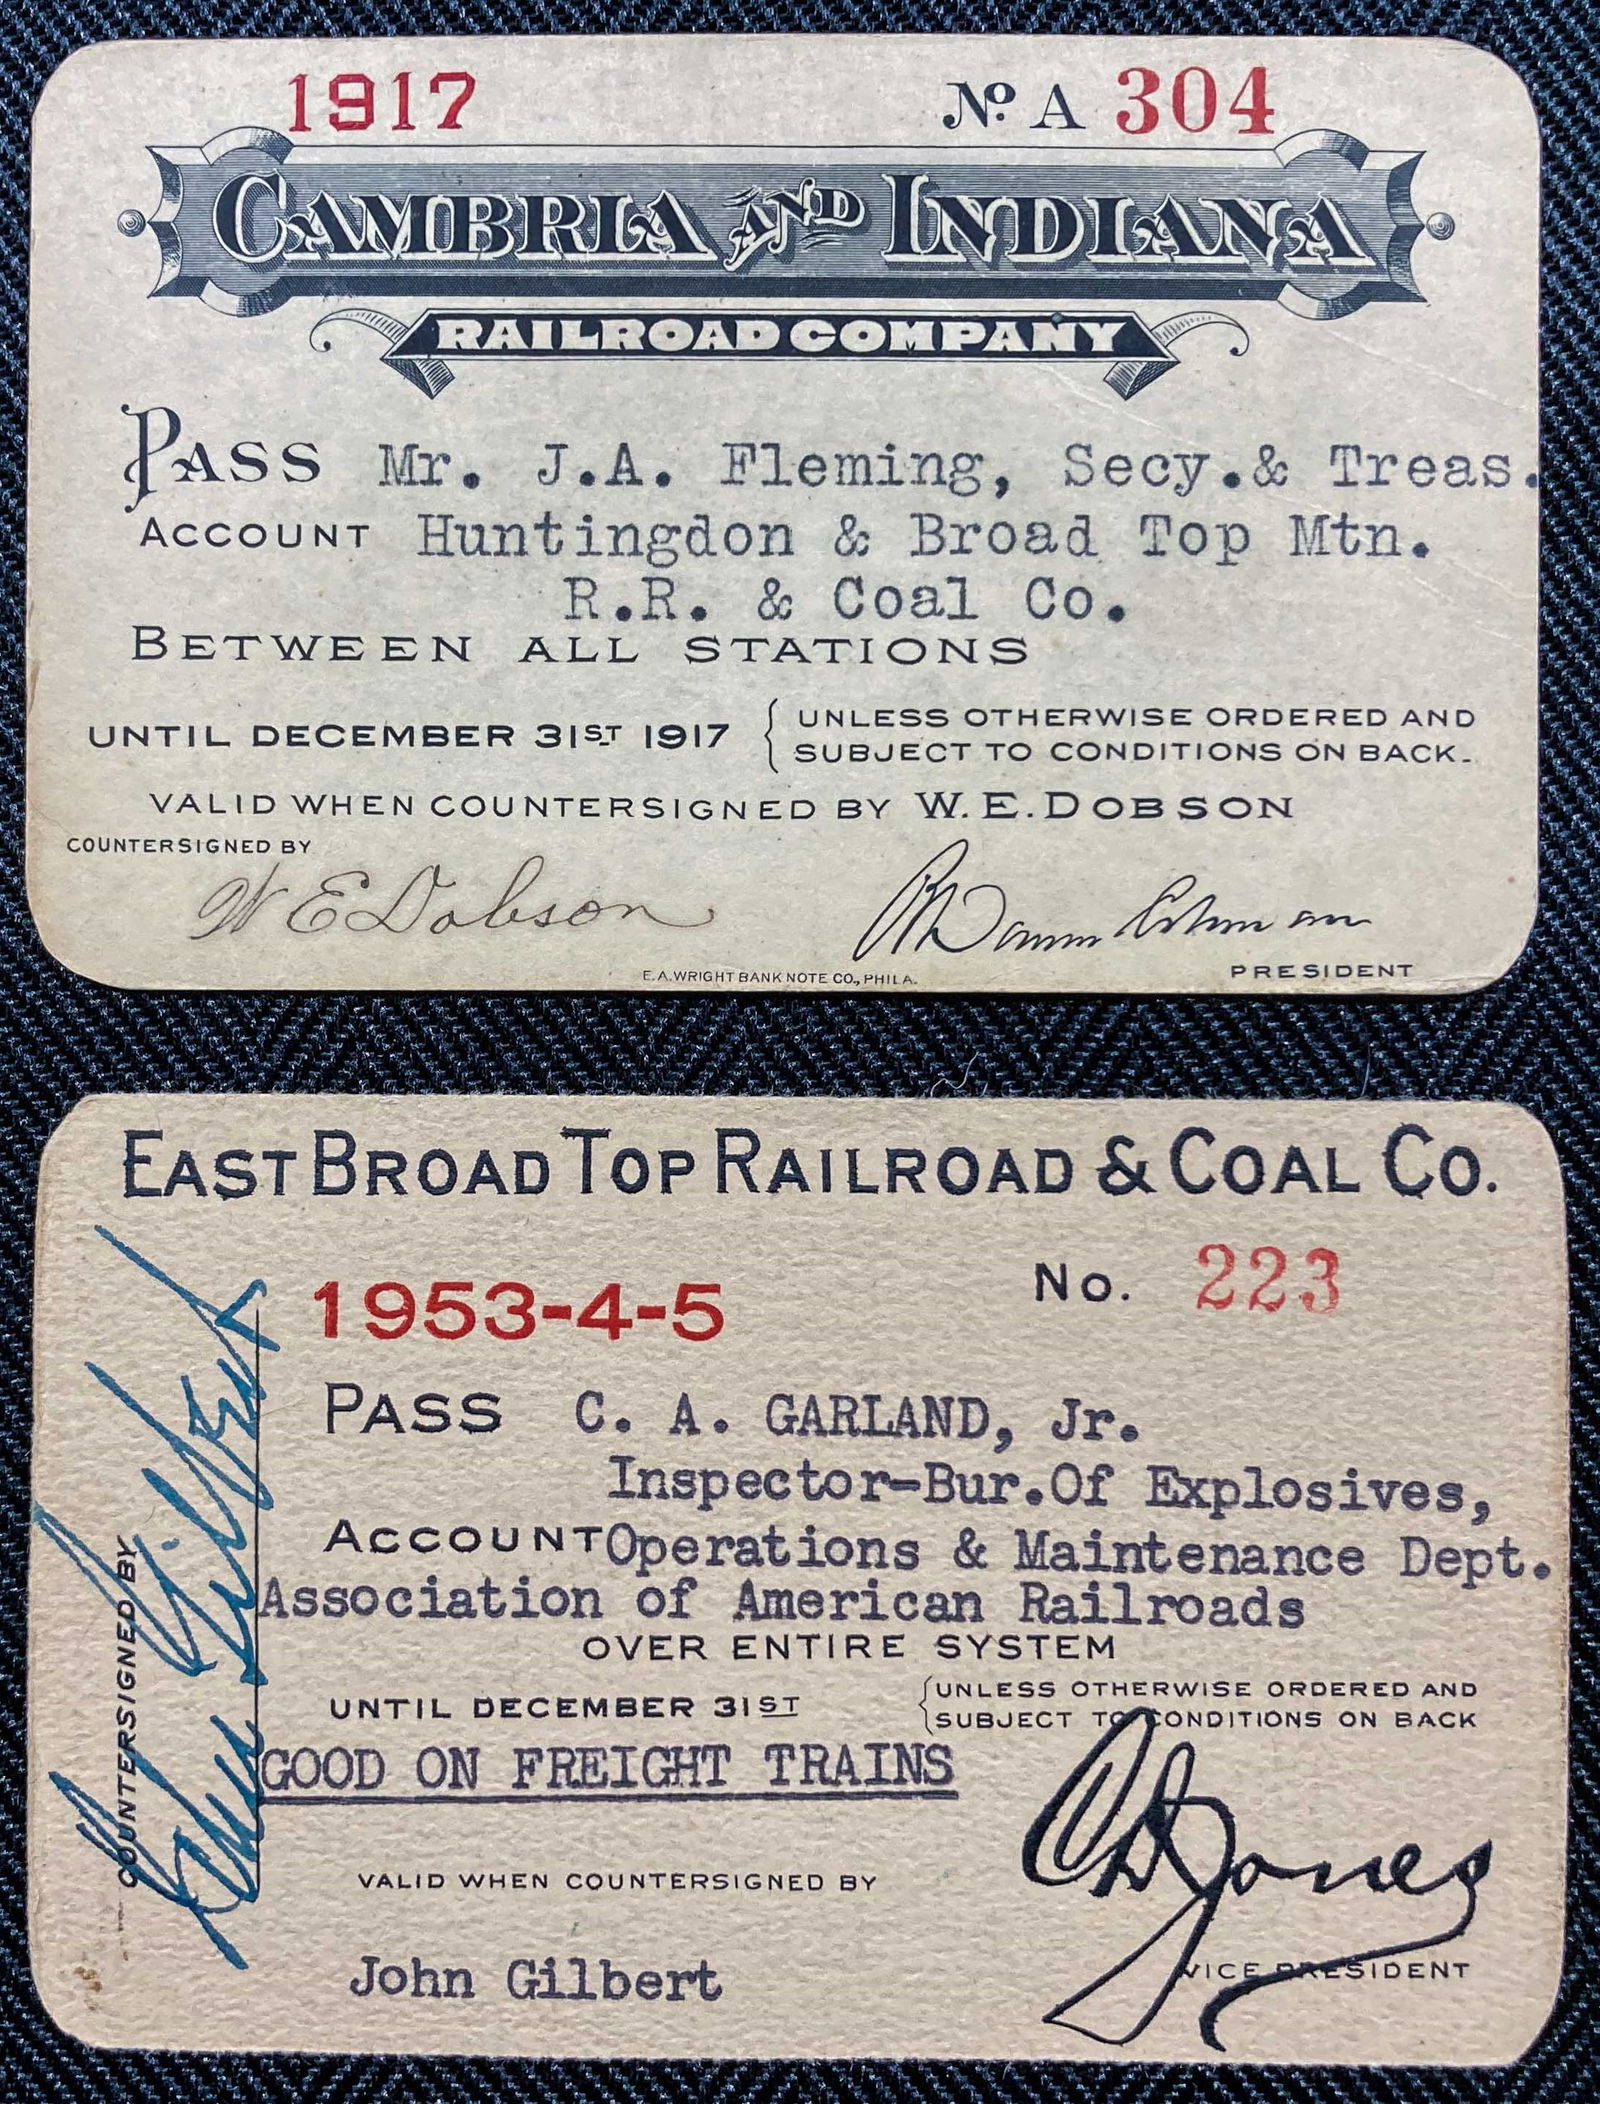 1917
No A 304
CAMBRIA AND INDIANA
RAILROAD COMPANY
PASS Mr. J.A. Fleming, Secy.& Treas.
ACCOUNT Huntingdon & Broad Top Mtn.
R.R. & Coal Co.
BETWEEN ALL STATIONS
UNTIL DECEMBER 31ST 1917 { UNLESS OTHERWISE ORDERED AND
SUBJECT TO CONDITIONS ON BACK.
VALID WHEN COUNTERSIGNED BY W.E. DOBSON
COUNTERSIGNED BY
W E Dobson
PRESIDENT
E.A. WRIGHT BANK NOTE CO., PHILA.
EAST BROAD TOP RAILROAD & COAL CO.
No. 223
1953-4-5
PASS C. A. GARLAND, Jr.
Inspector-Bur.Of Explosives,
ACCOUNT Operations & Maintenance Dept.
Association of American Railroads
OVER ENTIRE SYSTEM
UNTIL DECEMBER 31ST { UNLESS OTHERWISE ORDERED AND
SUBJECT TO CONDITIONS ON BACK
GOOD ON FREIGHT TRAINS
VALID WHEN COUNTERSIGNED BY
John Gilbert
COUNTERSIGNED BY
John Gilbert
C D Jones
VICE PRESIDENT